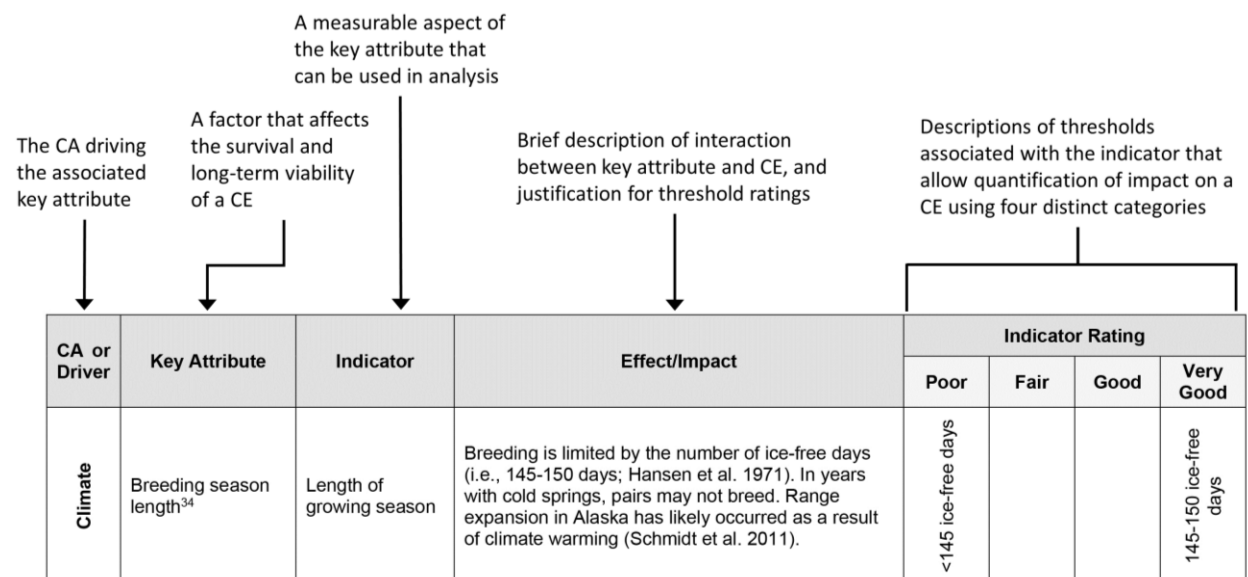 A measurable aspect of
the key attribute that
can be used in analysis
A factor that affects
the survival and
long-term viability
of a CE
The CA driving
the associated
key attribute
Brief description of interaction
between key attribute and CE, and
justification for threshold ratings
Descriptions of thresholds
associated with the indicator that
allow quantification of impact on a
CE using four distinct categories
CA or
Driver
Key Attribute
Indicator
Effect/Impact
Indicator Rating
Poor
Fair
Good
Very
Good
Climate
Breeding season
length³⁴
Length of
growing season
Breeding is limited by the number of ice-free days
(i.e., 145-150 days; Hansen et al. 1971). In years
with cold springs, pairs may not breed. Range
expansion in Alaska has likely occurred as a result
of climate warming (Schmidt et al. 2011).
<145 ice-free days
145-150 ice-free
days